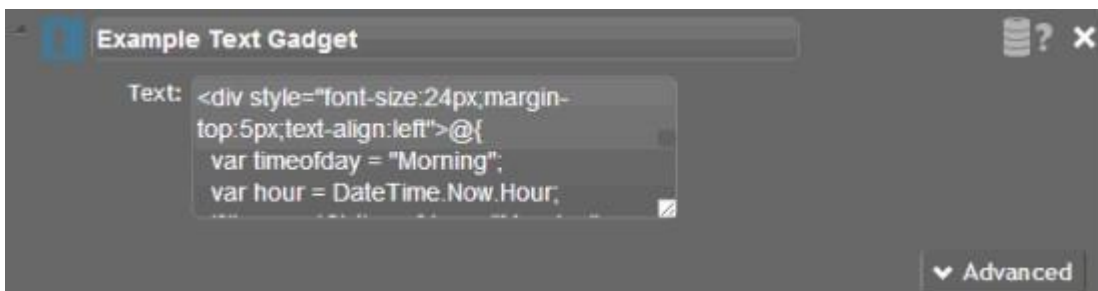 Example Text Gadget
?
Text:
<div style="font-size:24px;margin-
top:5px;text-align:left">@{
var timeofday = "Morning";
var hour = DateTime.Now.Hour;
Advanced